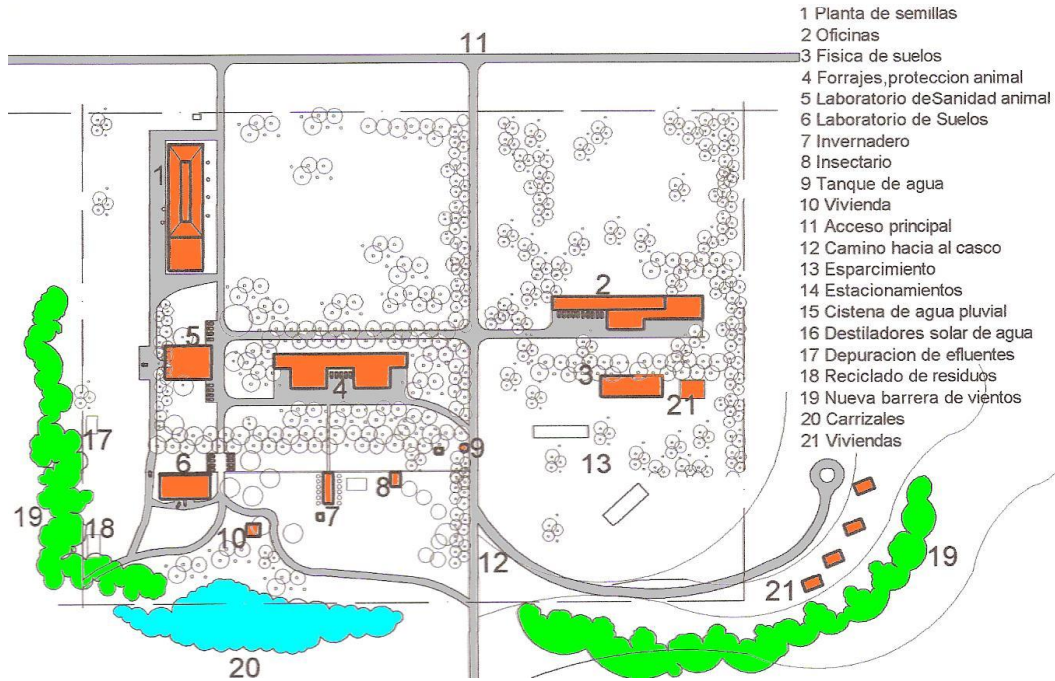 1 Planta de semillas
2 Oficinas
3 Fisica de suelos
4 Forrajes,proteccion animal
5 Laboratorio deSanidad animal
6 Laboratorio de Suelos
7 Invernadero
8 Insectario
9 Tanque de agua
10 Vivienda
11 Acceso principal
12 Camino hacia al casco
13 Esparcimiento
14 Estacionamientos
15 Cistena de agua pluvial
16 Destiladores solar de agua
17 Depuracion de efluentes
18 Reciclado de residuos
19 Nueva barrera de vientos
20 Carrizales
21 Viviendas
11
1
2
5
4
3
21
17
9
6
13
8
7
19
18
10
12
19
21
20